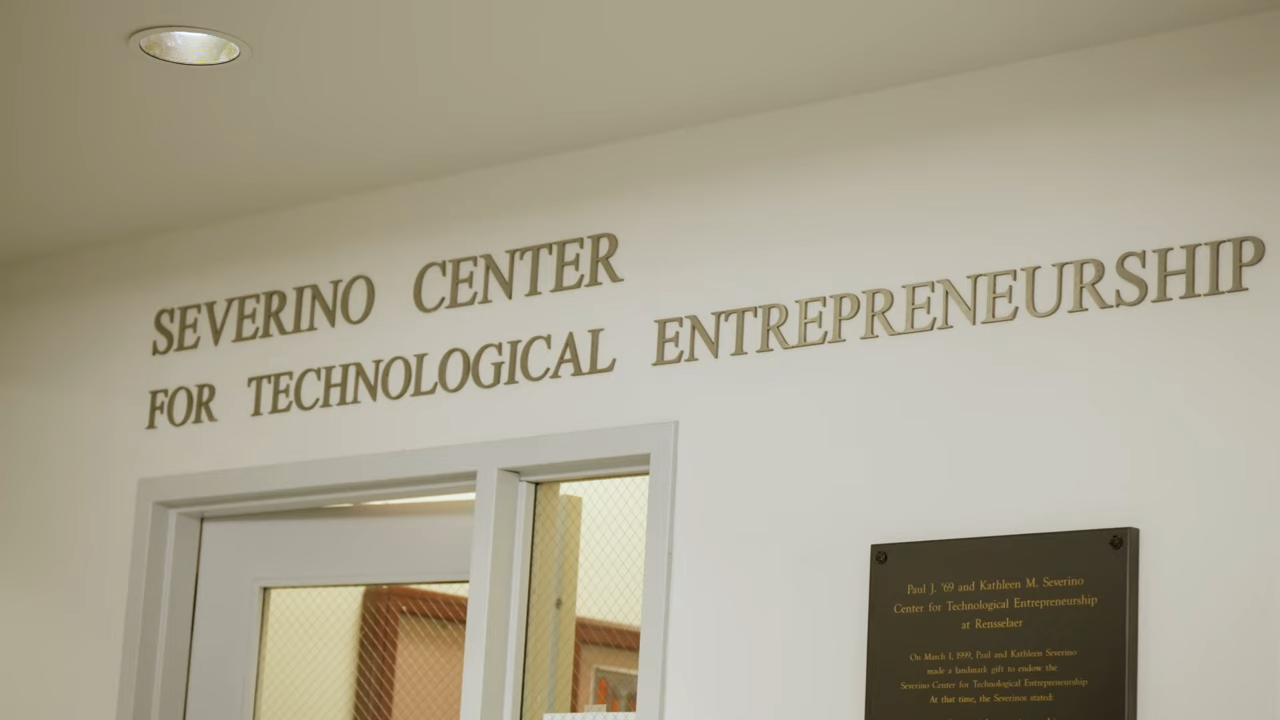 SEVERINO CENTER
FOR TECHNOLOGICAL ENTREPRENEURSHIP
Paul J. '69 and Kathleen M. Severino
Center for Technological Entrepreneurship
at Rensselaer
On March 1, 1999, Paul and Kathleen Severino
made a landmark gift to endow the
Severino Center for Technological Entrepreneurship
At that time, the Severinos stated: